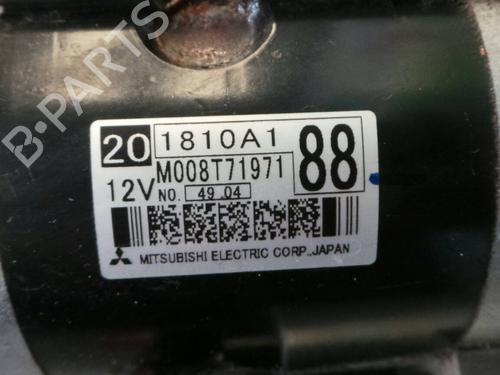 20 1810A1 88
12V M008T71971
NO. 49 04
MITSUBISHI ELECTRIC CORP.,JAPAN
B-PARTS